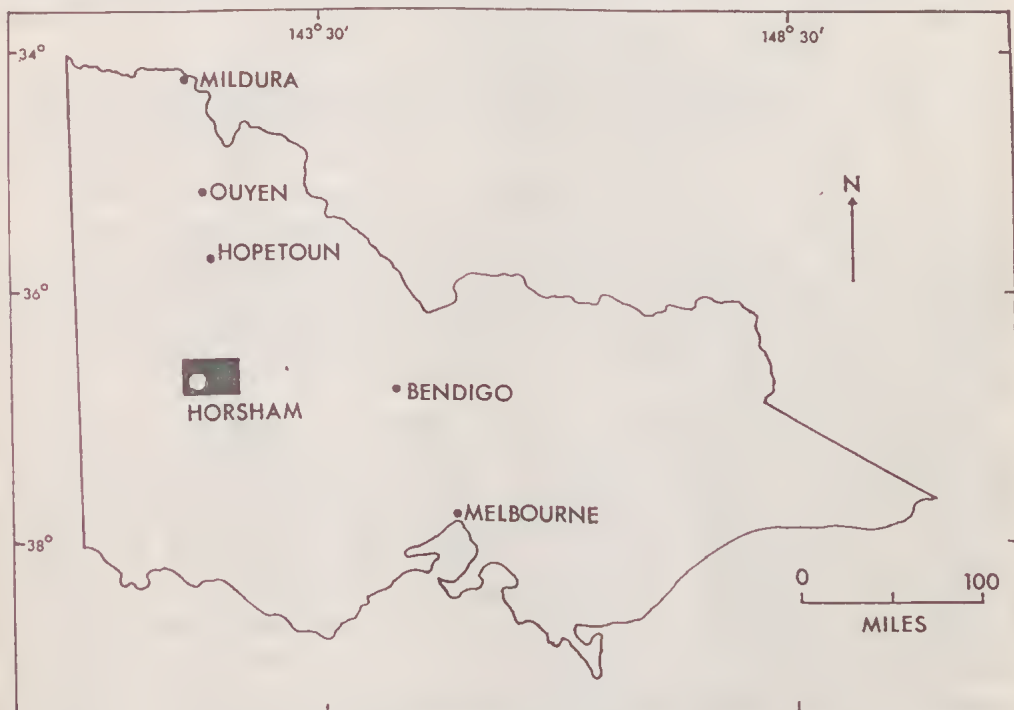 143° 30′
148° 30′
34°
MILDURA
OUYEN
N
HOPETOUN
36°
HORSHAM
BENDIGO
MELBOURNE
38°
0 100
MILES